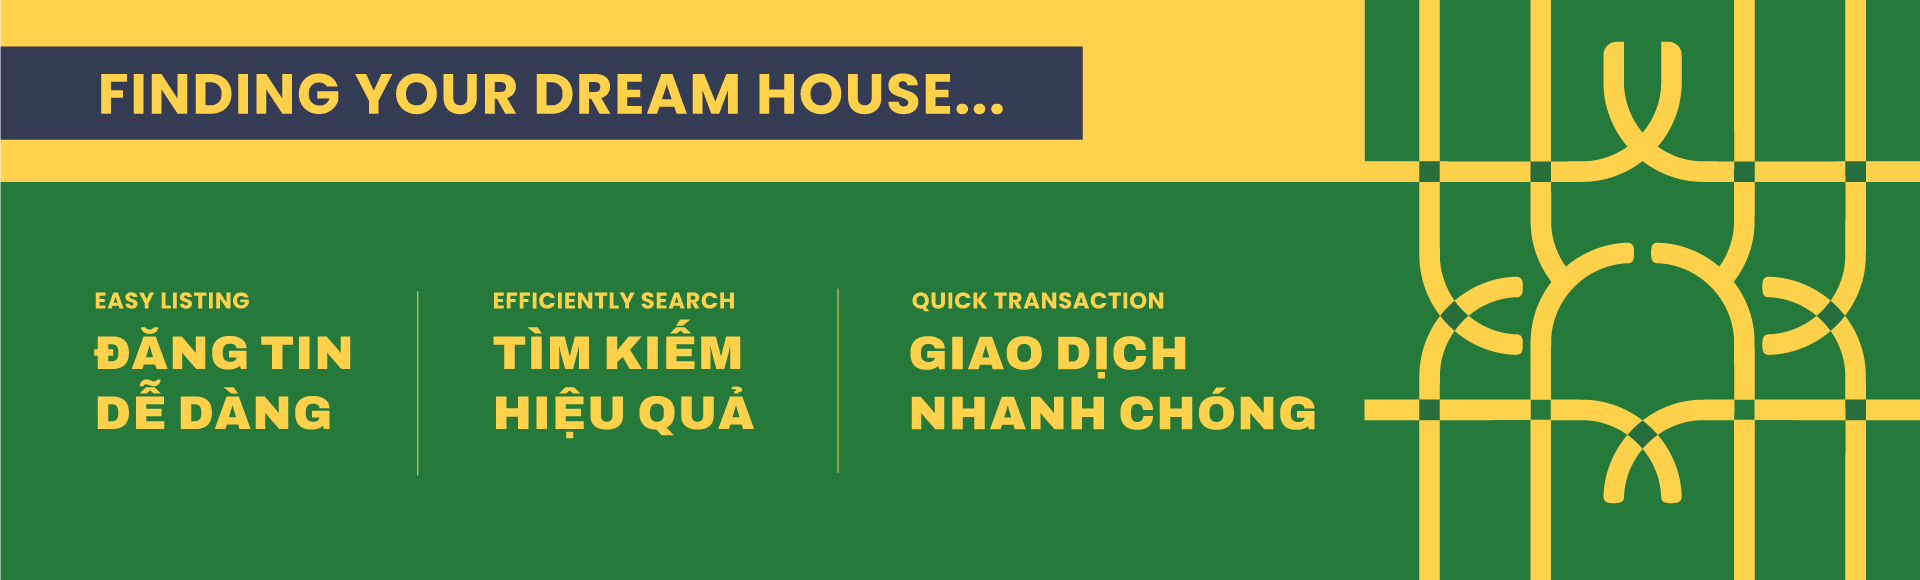 FINDING YOUR DREAM HOUSE...
EASY LISTING
ĐĂNG TIN
DỄ DÀNG
EFFICIENTLY SEARCH
TÌM KIẾM
HIỆU QUẢ
QUICK TRANSACTION
GIAO DỊCH
NHANH CHÓNG